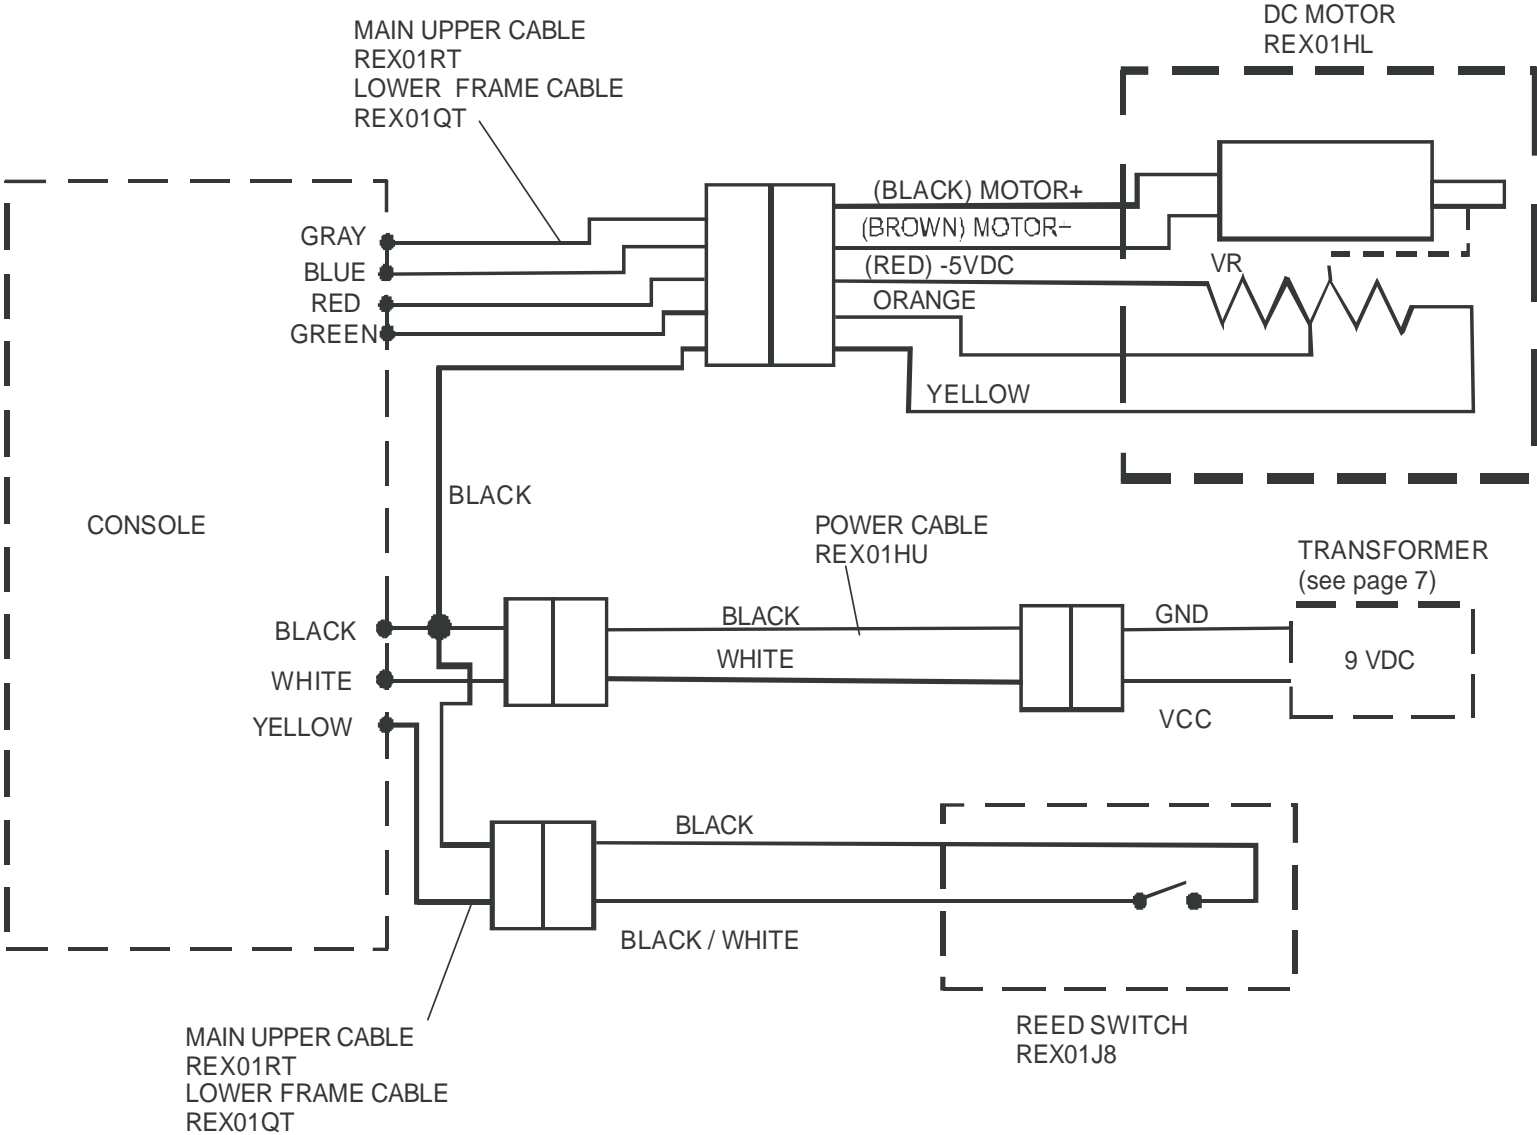 DC MOTOR
REX01HL
MAIN UPPER CABLE
REX01RT
LOWER FRAME CABLE
REX01QT
(BLACK) MOTOR+
(BROWN) MOTOR-
(RED) -5VDC
VR
ORANGE
YELLOW
GRAY
BLUE
RED
GREEN
BLACK
CONSOLE
POWER CABLE
REX01HU
TRANSFORMER
(see page 7)
BLACK
BLACK
GND
WHITE
WHITE
9 VDC
YELLOW
VCC
BLACK
BLACK / WHITE
REED SWITCH
REX01J8
MAIN UPPER CABLE
REX01RT
LOWER FRAME CABLE
REX01QT